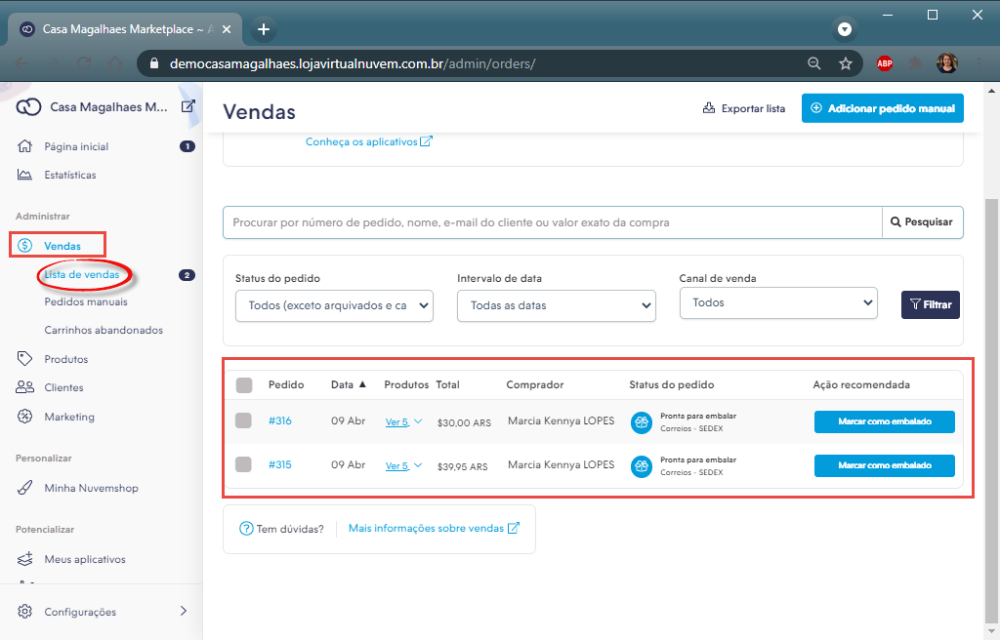 Casa Magalhaes Marketplace ~ A
democasamagalhaes.lojavirtualnuvem.com.br/admin/orders/
ABP
Casa Magalhaes M...
Página inicial 1
Estatísticas
Administrar
Vendas
Lista de vendas 2
Pedidos manuais
Carrinhos abandonados
Produtos
Clientes
Marketing
Personalizar
Minha Nuvemshop
Potencializar
Meus aplicativos
Configurações
Vendas
Exportar lista
Adicionar pedido manual
Conheça os aplicativos
Procurar por número de pedido, nome, e-mail do cliente ou valor exato da compra
Pesquisar
Status do pedido Intervalo de data Canal de venda
Todos (exceto arquivados e ca Todas as datas Todos Filtrar
Pedido Data ▲ Produtos Total Comprador Status do pedido Ação recomendada
#316 09 Abr Ver 5 $30,00 ARS Marcia Kennya LOPES Pronta para embalar Marcar como embalado
Correios - SEDEX
#315 09 Abr Ver 5 $39,95 ARS Marcia Kennya LOPES Pronta para embalar Marcar como embalado
Correios - SEDEX
Tem dúvidas? Mais informações sobre vendas